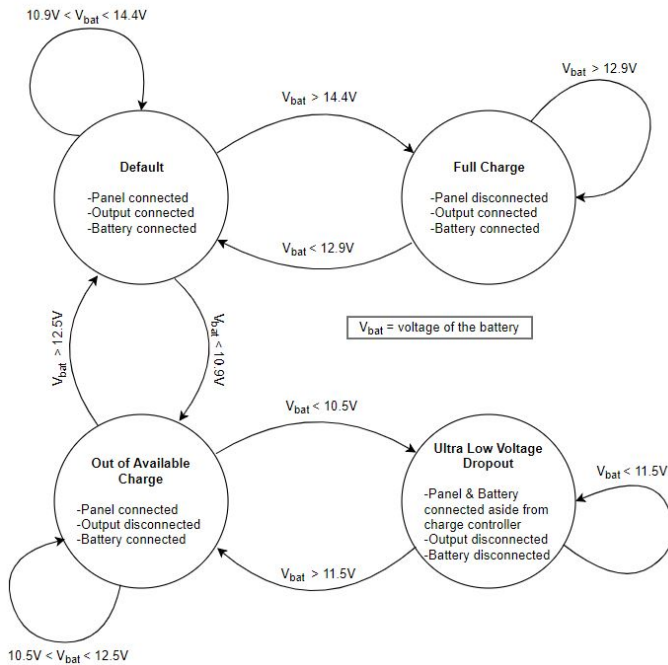 10.9V < Vbat < 14.4V
Vbat > 14.4V
Vbat > 12.9V
Default
-Panel connected
-Output connected
-Battery connected
Full Charge
-Panel disconnected
-Output connected
-Battery connected
Vbat < 12.9V
Vbat > 12.5V
Vbat < 10.9V
Vbat = voltage of the battery
Vbat < 10.5V
Out of Available
Charge
-Panel connected
-Output disconnected
-Battery connected
Ultra Low Voltage
Dropout
-Panel & Battery
connected aside from
charge controller
-Output disconnected
-Battery disconnected
Vbat < 11.5V
Vbat > 11.5V
10.5V < Vbat < 12.5V